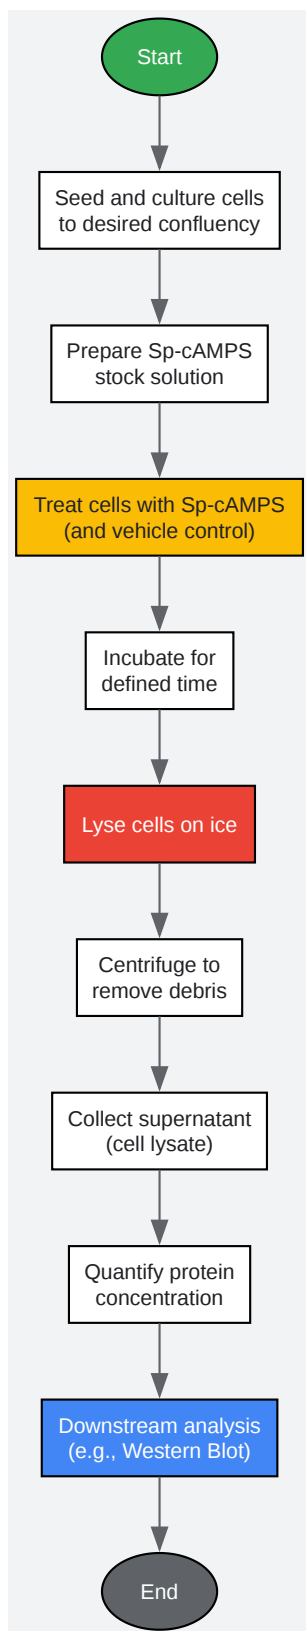 Start
Seed and culture cells
to desired confluency
Prepare Sp-cAMPS
stock solution
Treat cells with Sp-cAMPS
(and vehicle control)
Incubate for
defined time
Lyse cells on ice
Centrifuge to
remove debris
Collect supernatant
(cell lysate)
Quantify protein
concentration
Downstream analysis
(e.g., Western Blot)
End